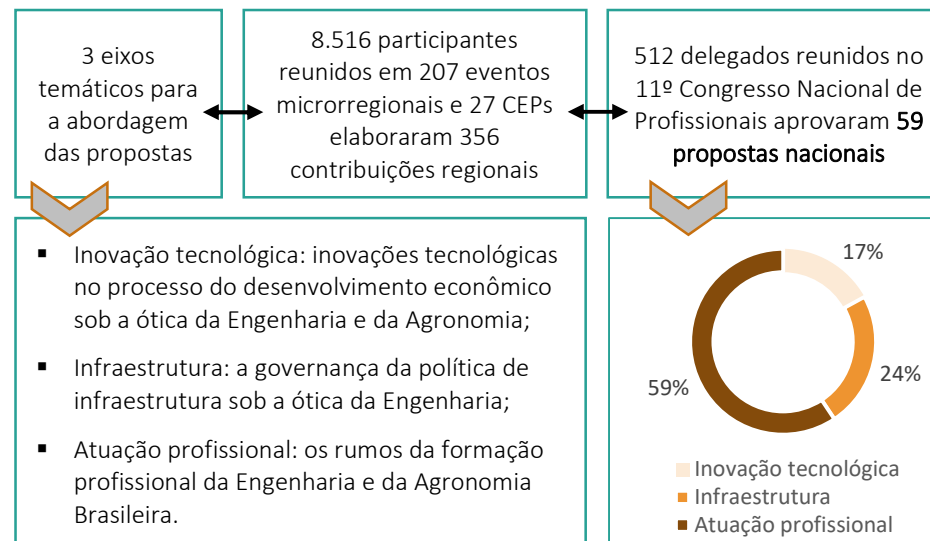 3 eixos
temáticos para
a abordagem
das propostas
8.516 participantes
reunidos em 207 eventos
microrregionais e 27 CEPs
elaboraram 356
contribuições regionais
512 delegados reunidos no
11º Congresso Nacional de
Profissionais aprovaram 59
propostas nacionais
▪ Inovação tecnológica: inovações tecnológicas
no processo do desenvolvimento econômico
sob a ótica da Engenharia e da Agronomia;
▪ Infraestrutura: a governança da política de
infraestrutura sob a ótica da Engenharia;
▪ Atuação profissional: os rumos da formação
profissional da Engenharia e da Agronomia
Brasileira.
17%
24%
59%
Inovação tecnológica
Infraestrutura
Atuação profissional